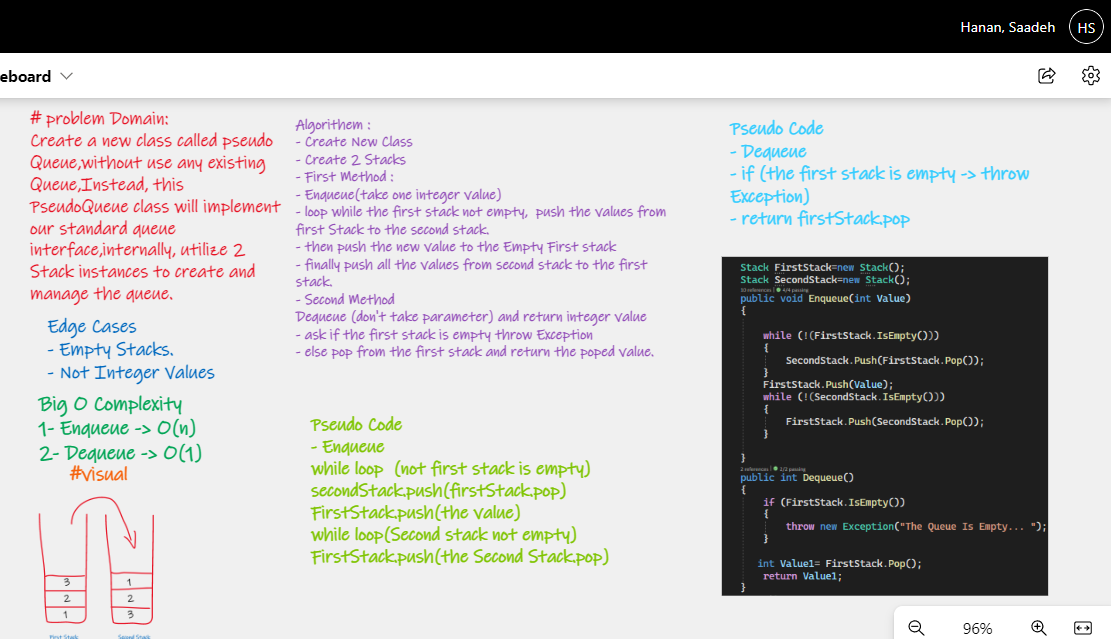 Hanan, Saadeh
HS
eboard
# problem Domain:
Create a new class called pseudo
Queue,without use any existing
Queue,Instead, this
PseudoQueue class will implement
our standard queue
interface,internally, utilize 2
Stack instances to create and
manage the queue.
Edge Cases
- Empty Stacks.
- Not Integer Values
Big O Complexity
1- Enqueue -> O(n)
2- Dequeue -> O(1)
#Visual
3
2
1
First Stack
1
2
3
Second Stack
Algorithem :
- Create New Class
- Create 2 Stacks
- First Method :
- Enqueue(take one integer value)
- loop while the first stack not empty, push the values from
first Stack to the second stack.
- then push the new value to the Empty First stack
- finally push all the values from second stack to the first
stack.
- Second Method
Dequeue (don't take parameter) and return integer value
- ask if the first stack is empty throw Exception
- else pop from the first stack and return the poped value.
Pseudo Code
- Enqueue
while loop (not first stack is empty)
secondStack.push(firstStack.pop)
FirstStack.push(the value)
while loop(Second stack not empty)
FirstStack.push(the Second Stack.pop)
Pseudo Code
- Dequeue
- if (the first stack is empty -> throw
Exception)
- return firstStack.pop
Stack FirstStack=new Stack();
Stack SecondStack=new Stack();
10 references | 4/4 passing
public void Enqueue(int Value)
{
while (!(FirstStack.IsEmpty()))
{
SecondStack.Push(FirstStack.Pop());
}
FirstStack.Push(Value);
while (!(SecondStack.IsEmpty()))
{
FirstStack.Push(SecondStack.Pop());
}
}
2 references | 2/2 passing
public int Dequeue()
{
if (FirstStack.IsEmpty())
{
throw new Exception("The Queue Is Empty... ");
}
int Value1= FirstStack.Pop();
return Value1;
}
96%